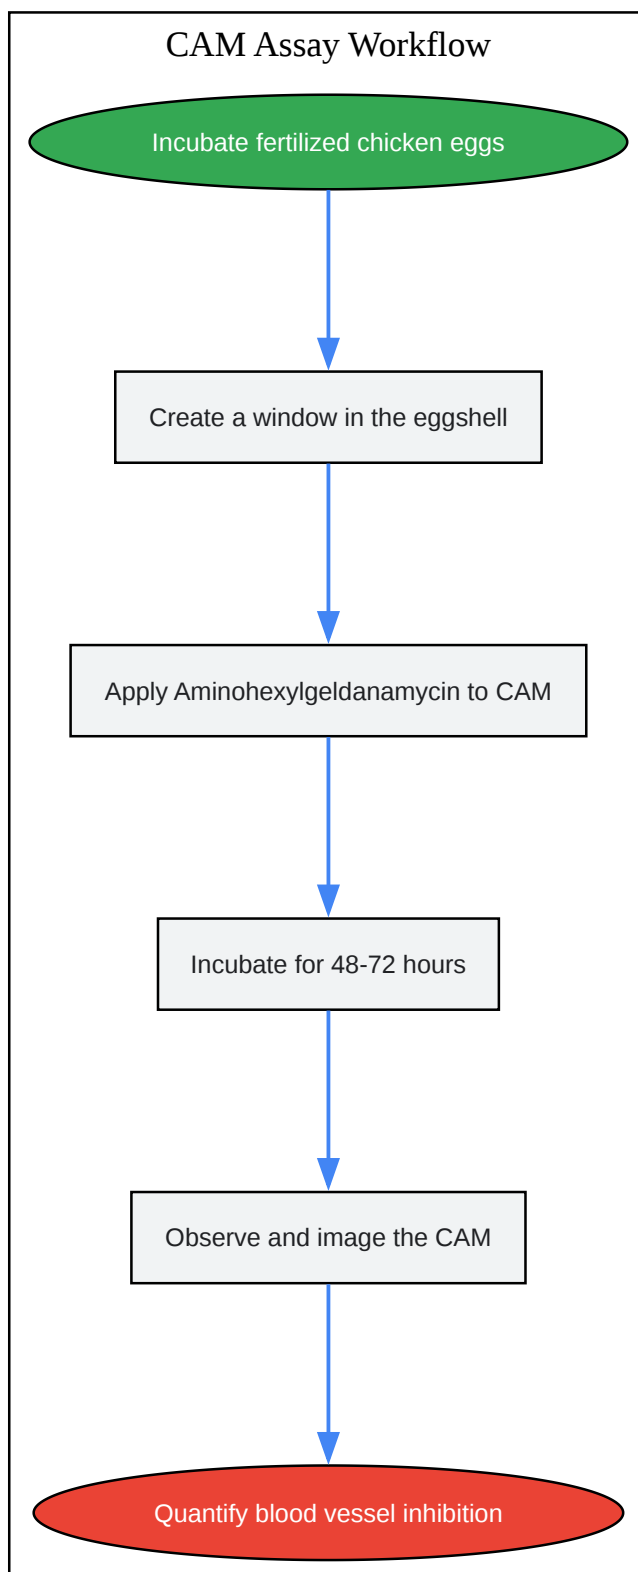 CAM Assay Workflow
Incubate fertilized chicken eggs
Create a window in the eggshell
Apply Aminohexylgeldanamycin to CAM
Incubate for 48-72 hours
Observe and image the CAM
Quantify blood vessel inhibition